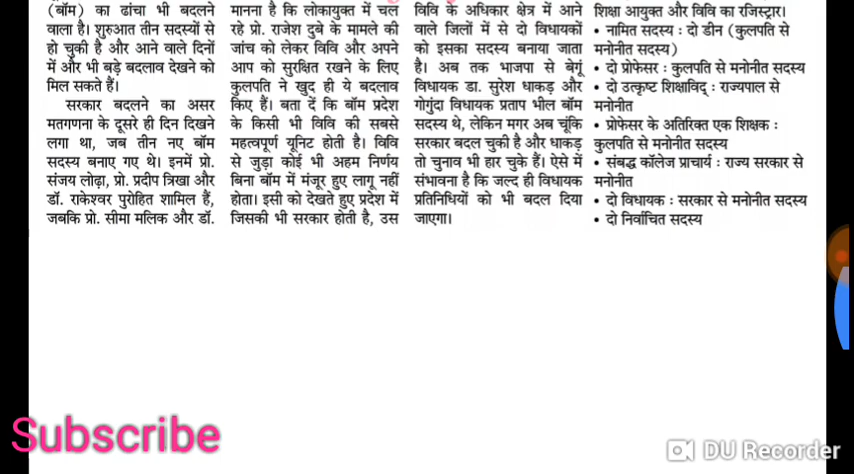 (बॉम) का ढांचा भी बदलने
वाला है। शुरुआत तीन सदस्यों से
हो चुकी है और आने वाले दिनों
में और भी बड़े बदलाव देखने को
मिल सकते हैं।
सरकार बदलने का असर
मतगणना के दूसरे ही दिन दिखने
लगा था, जब तीन नए बॉम
सदस्य बनाए गए थे। इनमें प्रो.
संजय लोढ़ा, प्रो. प्रदीप त्रिखा और
डॉ. राकेश्वर पुरोहित शामिल हैं,
जबकि प्रो. सीमा मलिक और डॉ.
मानना है कि लोकायुक्त में चल
रहे प्रो. राजेश दुबे के मामले की
जांच को लेकर विवि और अपने
आप को सुरक्षित रखने के लिए
कुलपति ने खुद ही ये बदलाव
किए हैं। बता दें कि बॉम प्रदेश
के किसी भी विवि की सबसे
महत्वपूर्ण यूनिट होती है। विवि
से जुड़ा कोई भी अहम निर्णय
बिना बॉम में मंजूर हुए लागू नहीं
होता। इसी को देखते हुए प्रदेश में
जिसकी भी सरकार होती है, उस
विवि के अधिकार क्षेत्र में आने
वाले जिलों में से दो विधायकों
को इसका सदस्य बनाया जाता
है। अब तक भाजपा से बेगूं
विधायक डा. सुरेश धाकड़ और
गोगुंदा विधायक प्रताप भील बॉम
सदस्य थे, लेकिन मगर अब चूंकि
सरकार बदल चुकी है और धाकड़
तो चुनाव भी हार चुके हैं। ऐसे में
संभावना है कि जल्द ही विधायक
प्रतिनिधियों को भी बदल दिया
जाएगा।
शिक्षा आयुक्त और विवि का रजिस्ट्रार।
• नामित सदस्य : दो डीन (कुलपति से
मनोनीत सदस्य)
• दो प्रोफेसर : कुलपति से मनोनीत सदस्य
• दो उत्कृष्ट शिक्षाविद् : राज्यपाल से
मनोनीत
• प्रोफेसर के अतिरिक्त एक शिक्षक :
कुलपति से मनोनीत सदस्य
• संबद्ध कॉलेज प्राचार्य : राज्य सरकार से
मनोनीत
• दो विधायक : सरकार से मनोनीत सदस्य
• दो निर्वाचित सदस्य
Subscribe
DU Recorder